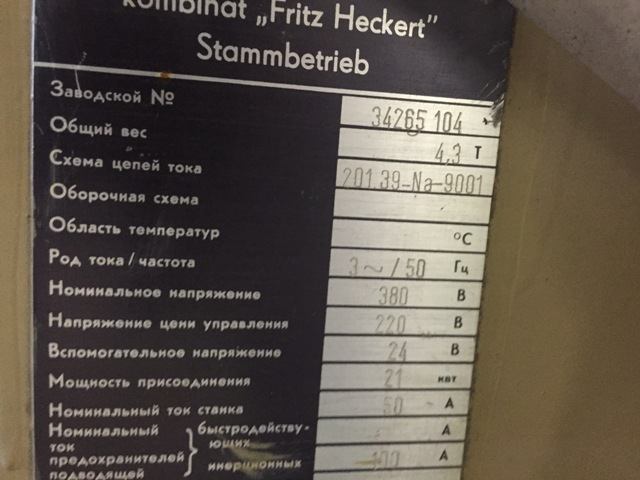 kombinat „Fritz Heckert”
Stammbetrieb
Заводской № 34265 104
Общий вес 4,3 Т
Схема цепей тока 201.39-Na-9001
Оборочная схема
Область температур °C
Род тока / частота 3~/50 Гц
Номинальное напряжение 380 В
Напряжение цени управления 220 В
Вспомогательное напряжение 24 В
Мощность присоединения 21 квт
Номинальный ток станка 50 А
Номинальный быстродейству-
ток ющих А
предохранителей инерционных 100 А
подводящей